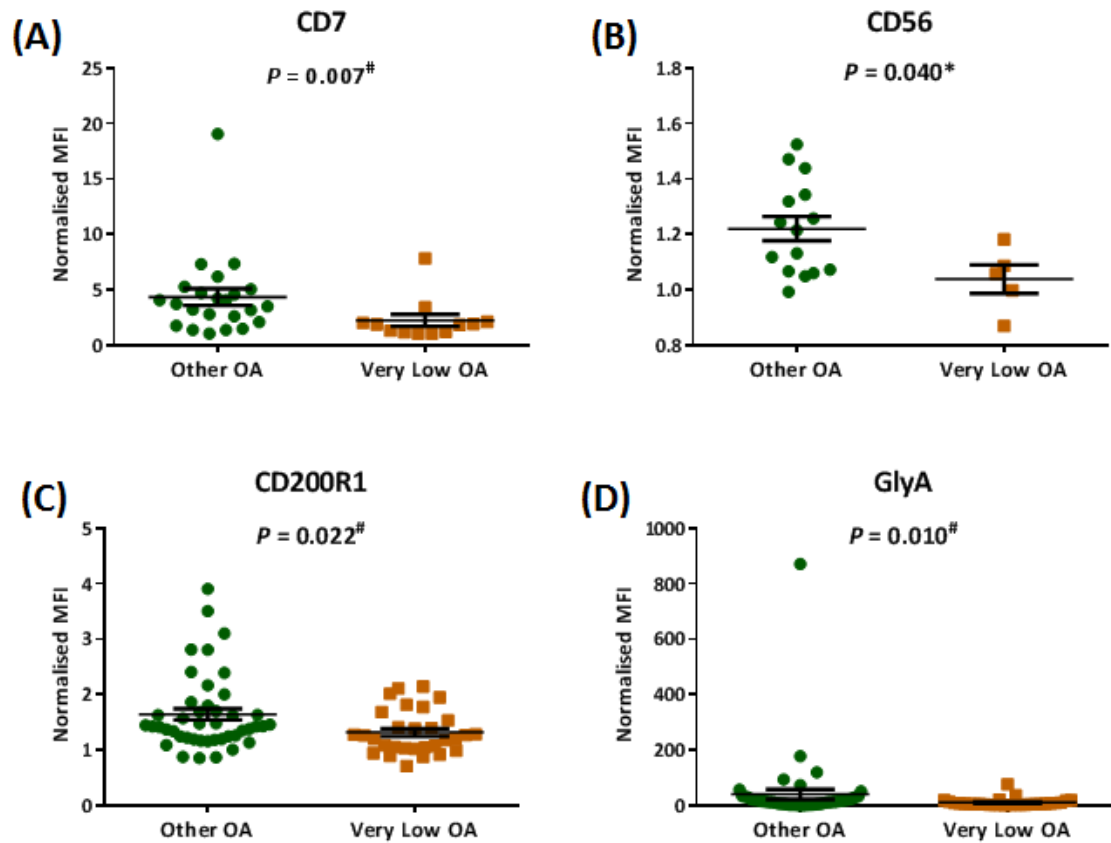 (A)
CD7
P = 0.007#
Normalised MFI
25
20
15
10
5
0
Other OA Very Low OA
(B)
CD56
P = 0.040*
Normalised MFI
1.8
1.6
1.4
1.2
1.0
0.8
Other OA Very Low OA
(C)
CD200R1
P = 0.022#
Normalised MFI
5
4
3
2
1
0
Other OA Very Low OA
(D)
GlyA
P = 0.010#
Normalised MFI
1000
800
600
400
200
0
Other OA Very Low OA